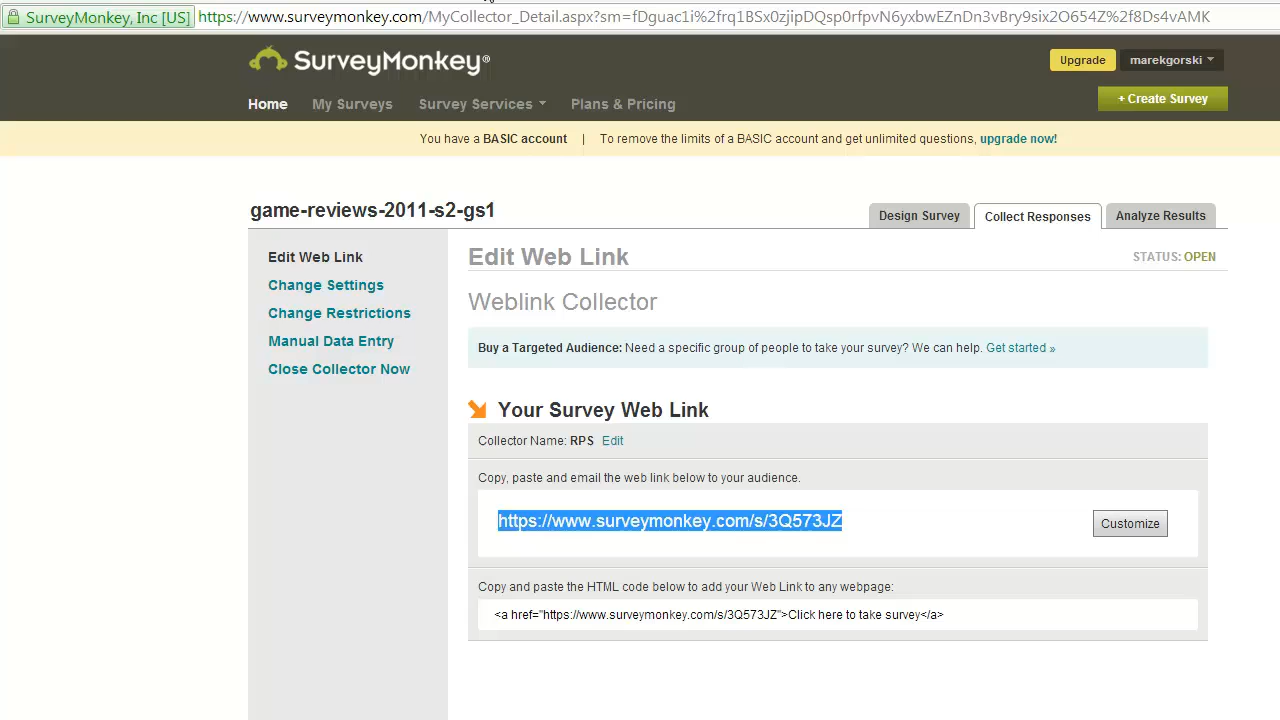 SurveyMonkey, Inc [US] https://www.surveymonkey.com/MyCollector_Detail.aspx?sm=fDguac1i%2frq1BSx0zjipDQsp0rfpvN6yxbwEZnDn3vBry9six2O654Z%2f8Ds4vAMK
SurveyMonkey®
Upgrade marekgorski
Home My Surveys Survey Services Plans & Pricing
+ Create Survey
You have a BASIC account | To remove the limits of a BASIC account and get unlimited questions, upgrade now!
game-reviews-2011-s2-gs1
Design Survey Collect Responses Analyze Results
Edit Web Link
Change Settings
Change Restrictions
Manual Data Entry
Close Collector Now
Edit Web Link
STATUS: OPEN
Weblink Collector
Buy a Targeted Audience: Need a specific group of people to take your survey? We can help. Get started »
Your Survey Web Link
Collector Name: RPS Edit
Copy, paste and email the web link below to your audience.
https://www.surveymonkey.com/s/3Q573JZ
Customize
Copy and paste the HTML code below to add your Web Link to any webpage:
<a href="https://www.surveymonkey.com/s/3Q573JZ">Click here to take survey</a>